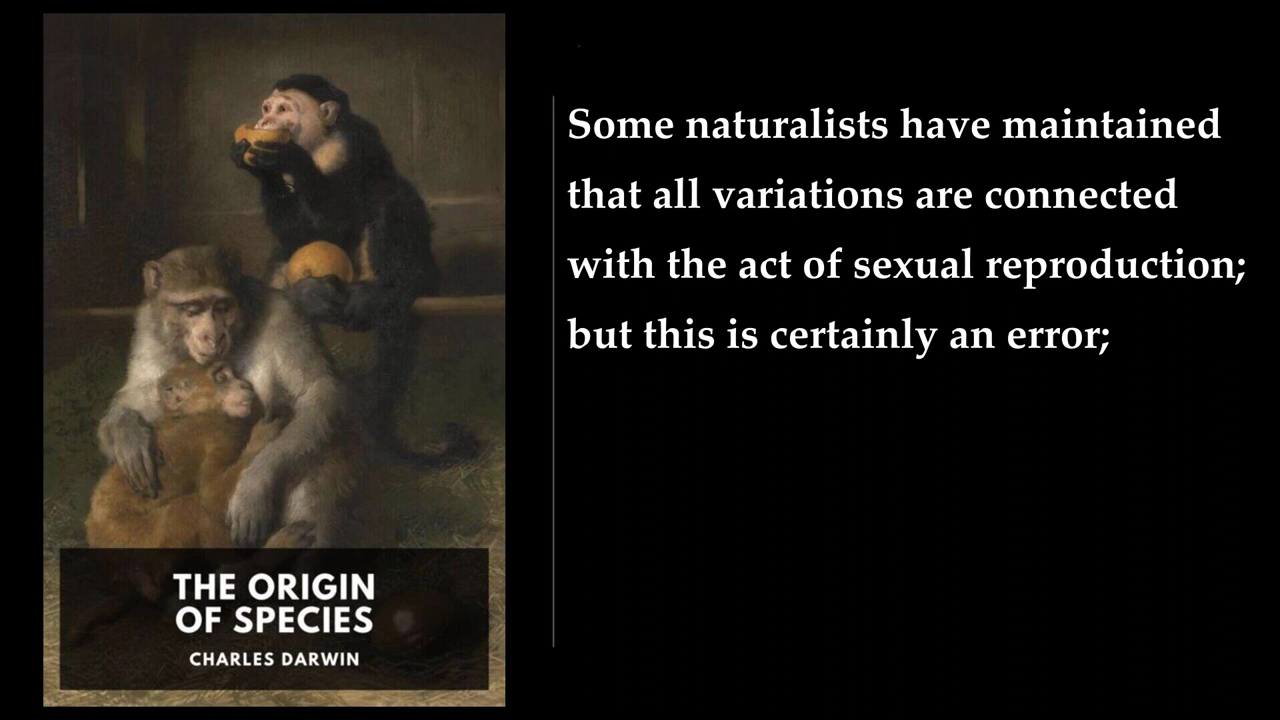 Some naturalists have maintained
that all variations are connected
with the act of sexual reproduction;
but this is certainly an error;
THE ORIGIN
OF SPECIES
CHARLES DARWIN